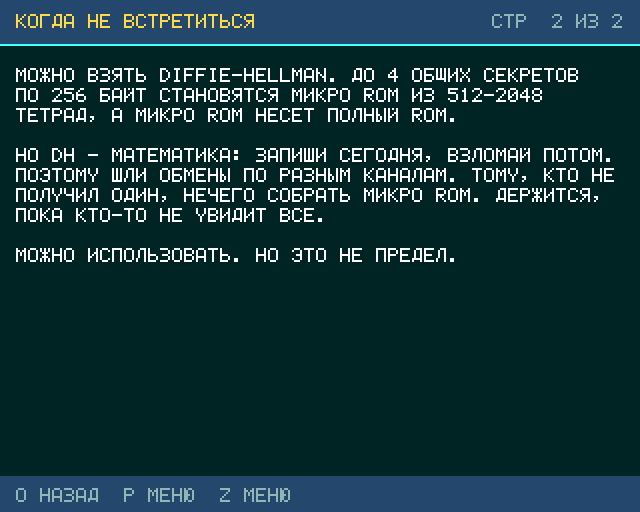 КОГДА НЕ ВСТРЕТИТЬСЯ СТР 2 ИЗ 2
МОЖНО ВЗЯТЬ DIFFIE-HELLMAN. ДО 4 ОБЩИХ СЕКРЕТОВ
ПО 256 БАЙТ СТАНОВЯТСЯ МИКРО ROM ИЗ 512-2048
ТЕТРАД, А МИКРО ROM НЕСЕТ ПОЛНЫЙ ROM.
НО DH - МАТЕМАТИКА: ЗАПИШИ СЕГОДНЯ, ВЗЛОМАЙ ПОТОМ.
ПОЭТОМУ ШЛИ ОБМЕНЫ ПО РАЗНЫМ КАНАЛАМ. ТОМУ, КТО НЕ
ПОЛУЧИЛ ОДИН, НЕЧЕГО СОБРАТЬ МИКРО ROM. ДЕРЖИТСЯ,
ПОКА КТО-ТО НЕ УВИДИТ ВСЕ.
МОЖНО ИСПОЛЬЗОВАТЬ. НО ЭТО НЕ ПРЕДЕЛ.
O НАЗАД P МЕНЮ Z МЕНЮ